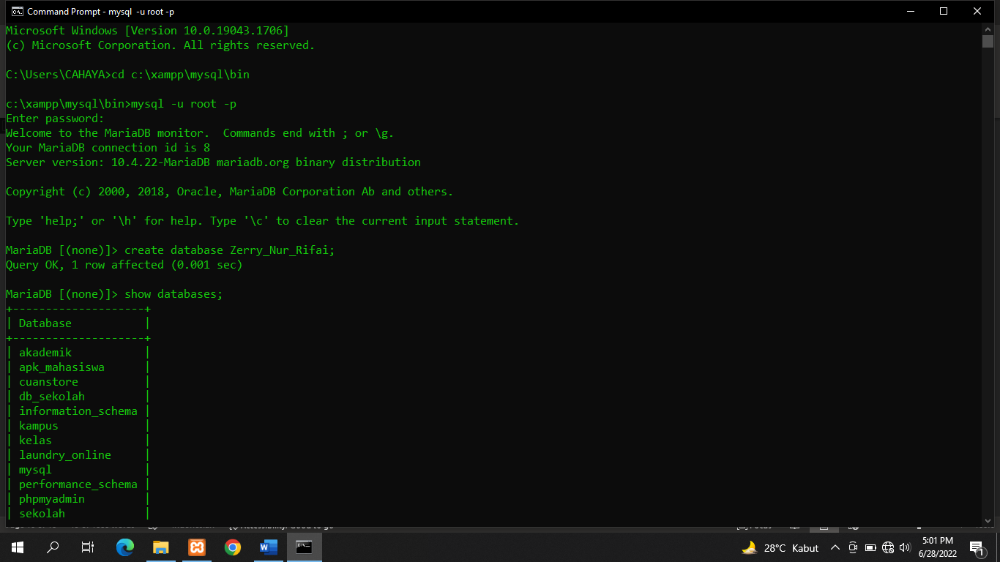 Command Prompt - mysql  -u root -p
Microsoft Windows [Version 10.0.19043.1706]
(c) Microsoft Corporation. All rights reserved.
C:\Users\CAHAYA>cd c:\xampp\mysql\bin
c:\xampp\mysql\bin>mysql -u root -p
Enter password:
Welcome to the MariaDB monitor.  Commands end with ; or \g.
Your MariaDB connection id is 8
Server version: 10.4.22-MariaDB mariadb.org binary distribution
Copyright (c) 2000, 2018, Oracle, MariaDB Corporation Ab and others.
Type 'help;' or '\h' for help. Type '\c' to clear the current input statement.
MariaDB [(none)]> create database Zerry_Nur_Rifai;
Query OK, 1 row affected (0.001 sec)
MariaDB [(none)]> show databases;
+--------------------+
| Database           |
+--------------------+
| akademik           |
| apk_mahasiswa      |
| cuanstore          |
| db_sekolah         |
| information_schema |
| kampus             |
| kelas              |
| laundry_online     |
| mysql              |
| performance_schema |
| phpmyadmin         |
| sekolah            |
28°C Kabut
5:01 PM
6/28/2022
1